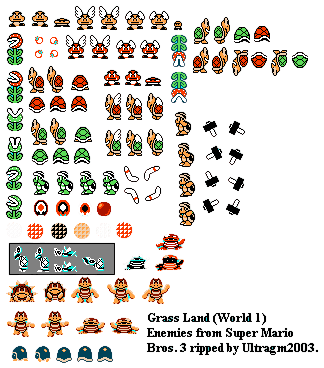 Grass Land (World 1)
Enemies from Super Mario
Bros. 3 ripped by Ultragm2003.